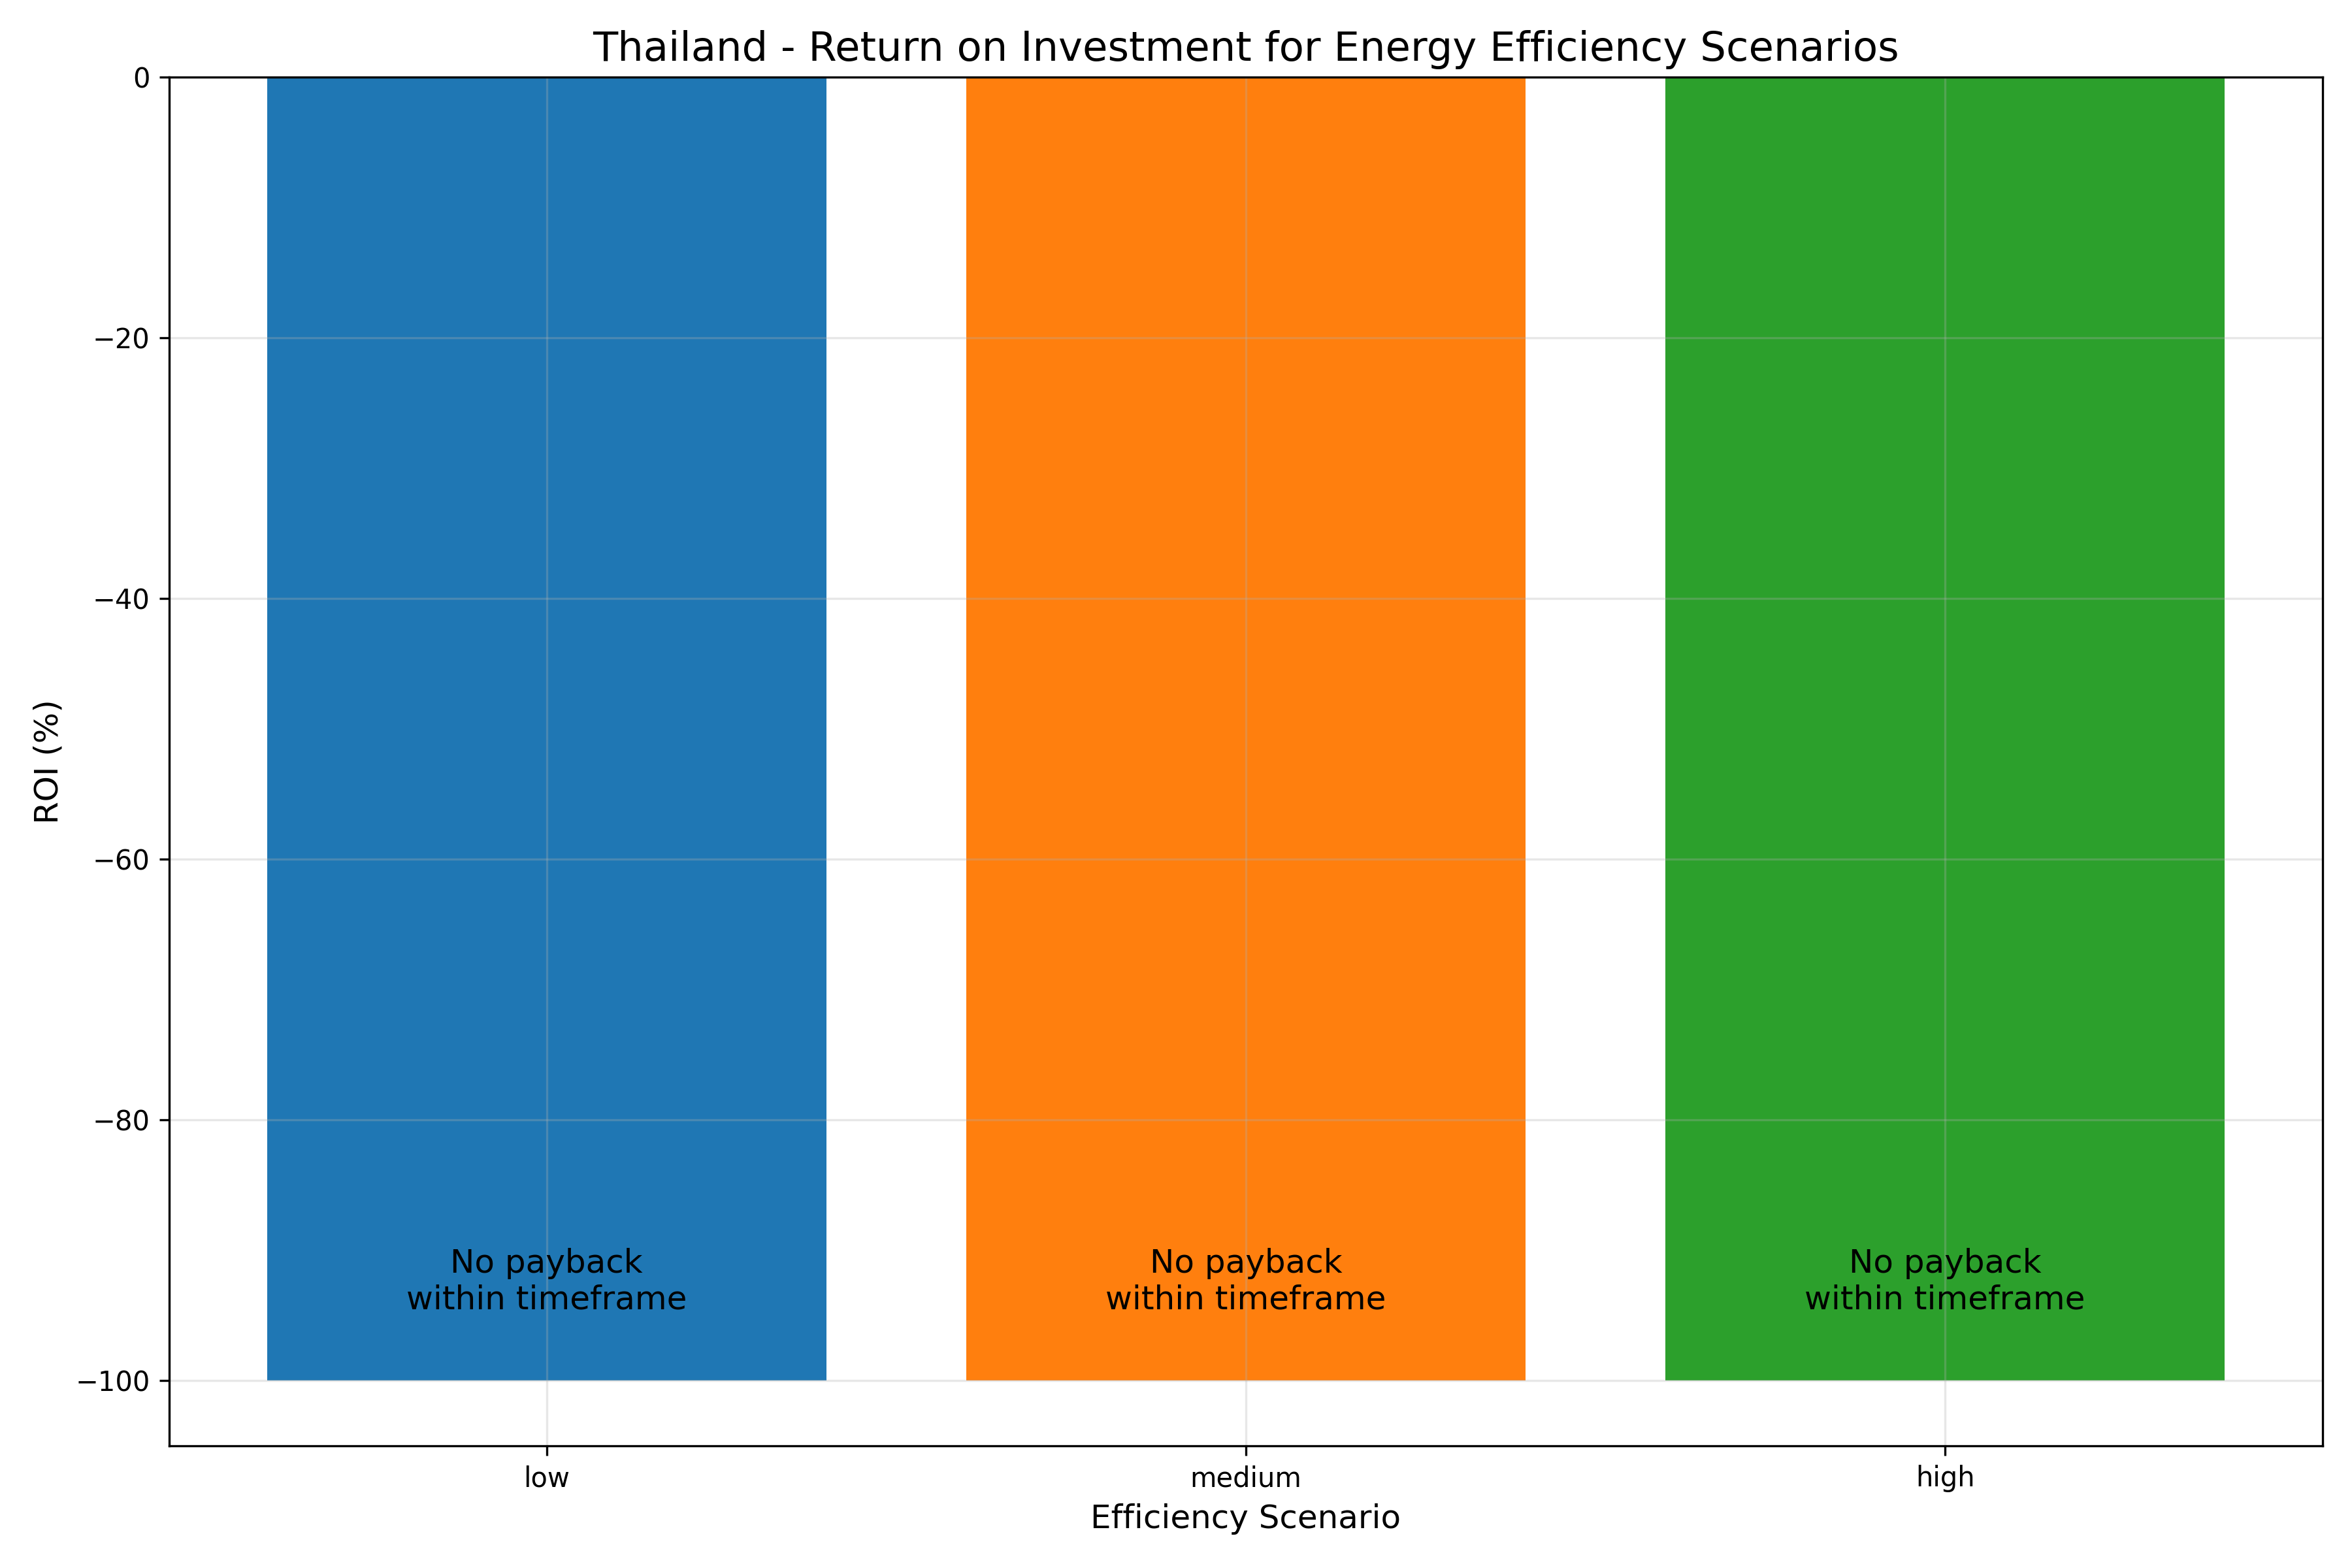 Thailand - Return on Investment for Energy Efficiency Scenarios
0
−20
−40
−60
−80
−100
ROI (%)
No payback
within timeframe
No payback
within timeframe
No payback
within timeframe
low
medium
high
Efficiency Scenario